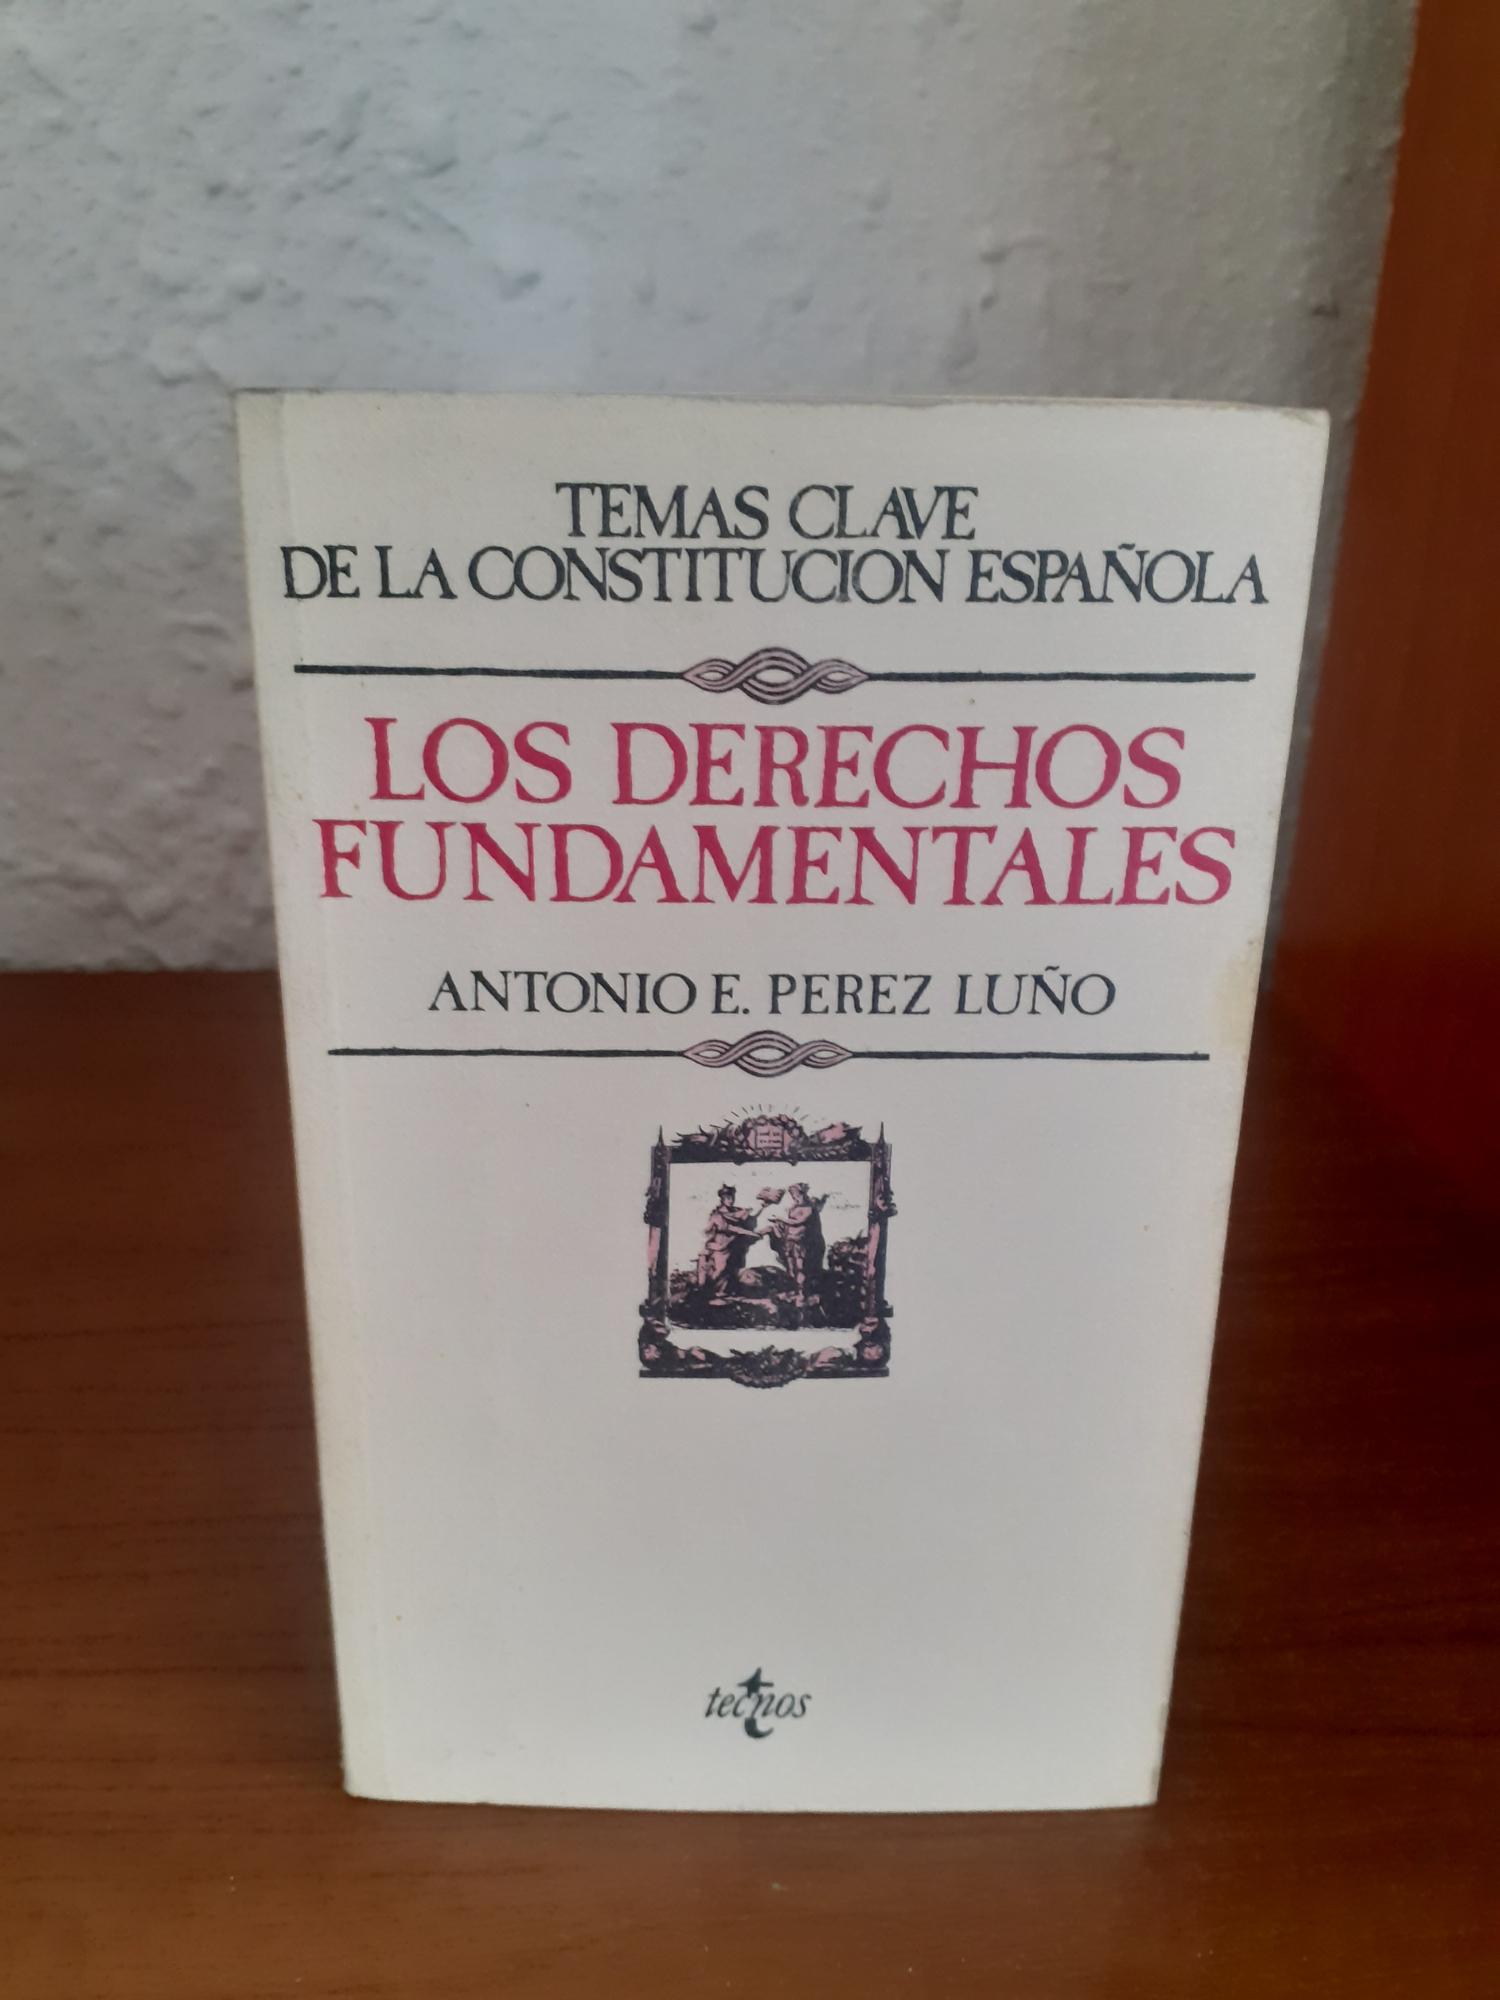 TEMAS CLAVE
DE LA CONSTITUCION ESPAÑOLA
LOS DERECHOS
FUNDAMENTALES
ANTONIO E. PEREZ LUÑO
tecnos